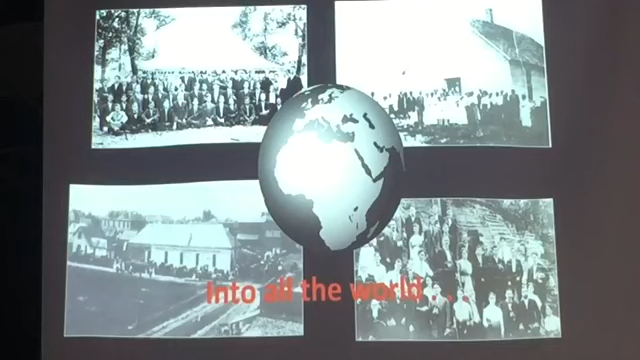 Into all the world . . .